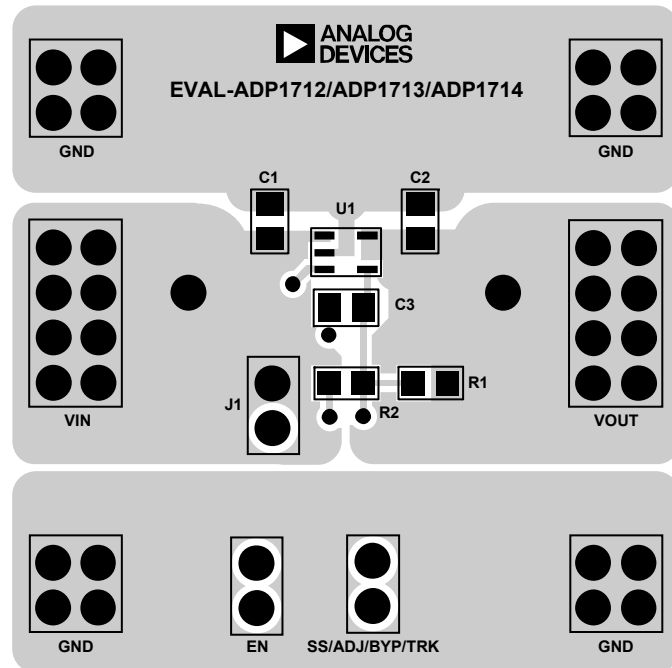 ANALOG
DEVICES
EVAL-ADP1712/ADP1713/ADP1714
GND
GND
C1
C2
U1
C3
J1
R1
R2
VIN
VOUT
GND
EN
SS/ADJ/BYP/TRK
GND